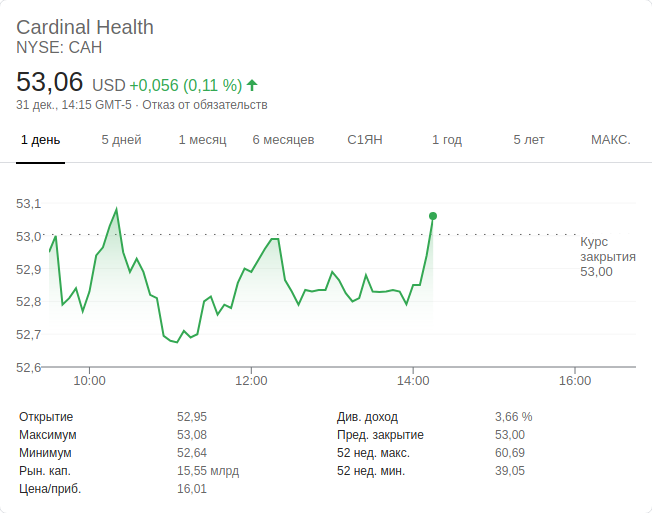 Cardinal Health
NYSE: CAH
53,06 USD +0,056 (0,11 %)
31 дек., 14:15 GMT-5 · Отказ от обязательств
1 день 5 дней 1 месяц 6 месяцев С1ЯН 1 год 5 лет МАКС.
53,1
53,0
52,9
52,8
52,7
52,6
Курс
закрытия
53,00
10:00 12:00 14:00 16:00
Открытие 52,95 Див. доход 3,66 %
Максимум 53,08 Пред. закрытие 53,00
Минимум 52,64 52 нед. макс. 60,69
Рын. кап. 15,55 млрд 52 нед. мин. 39,05
Цена/приб. 16,01